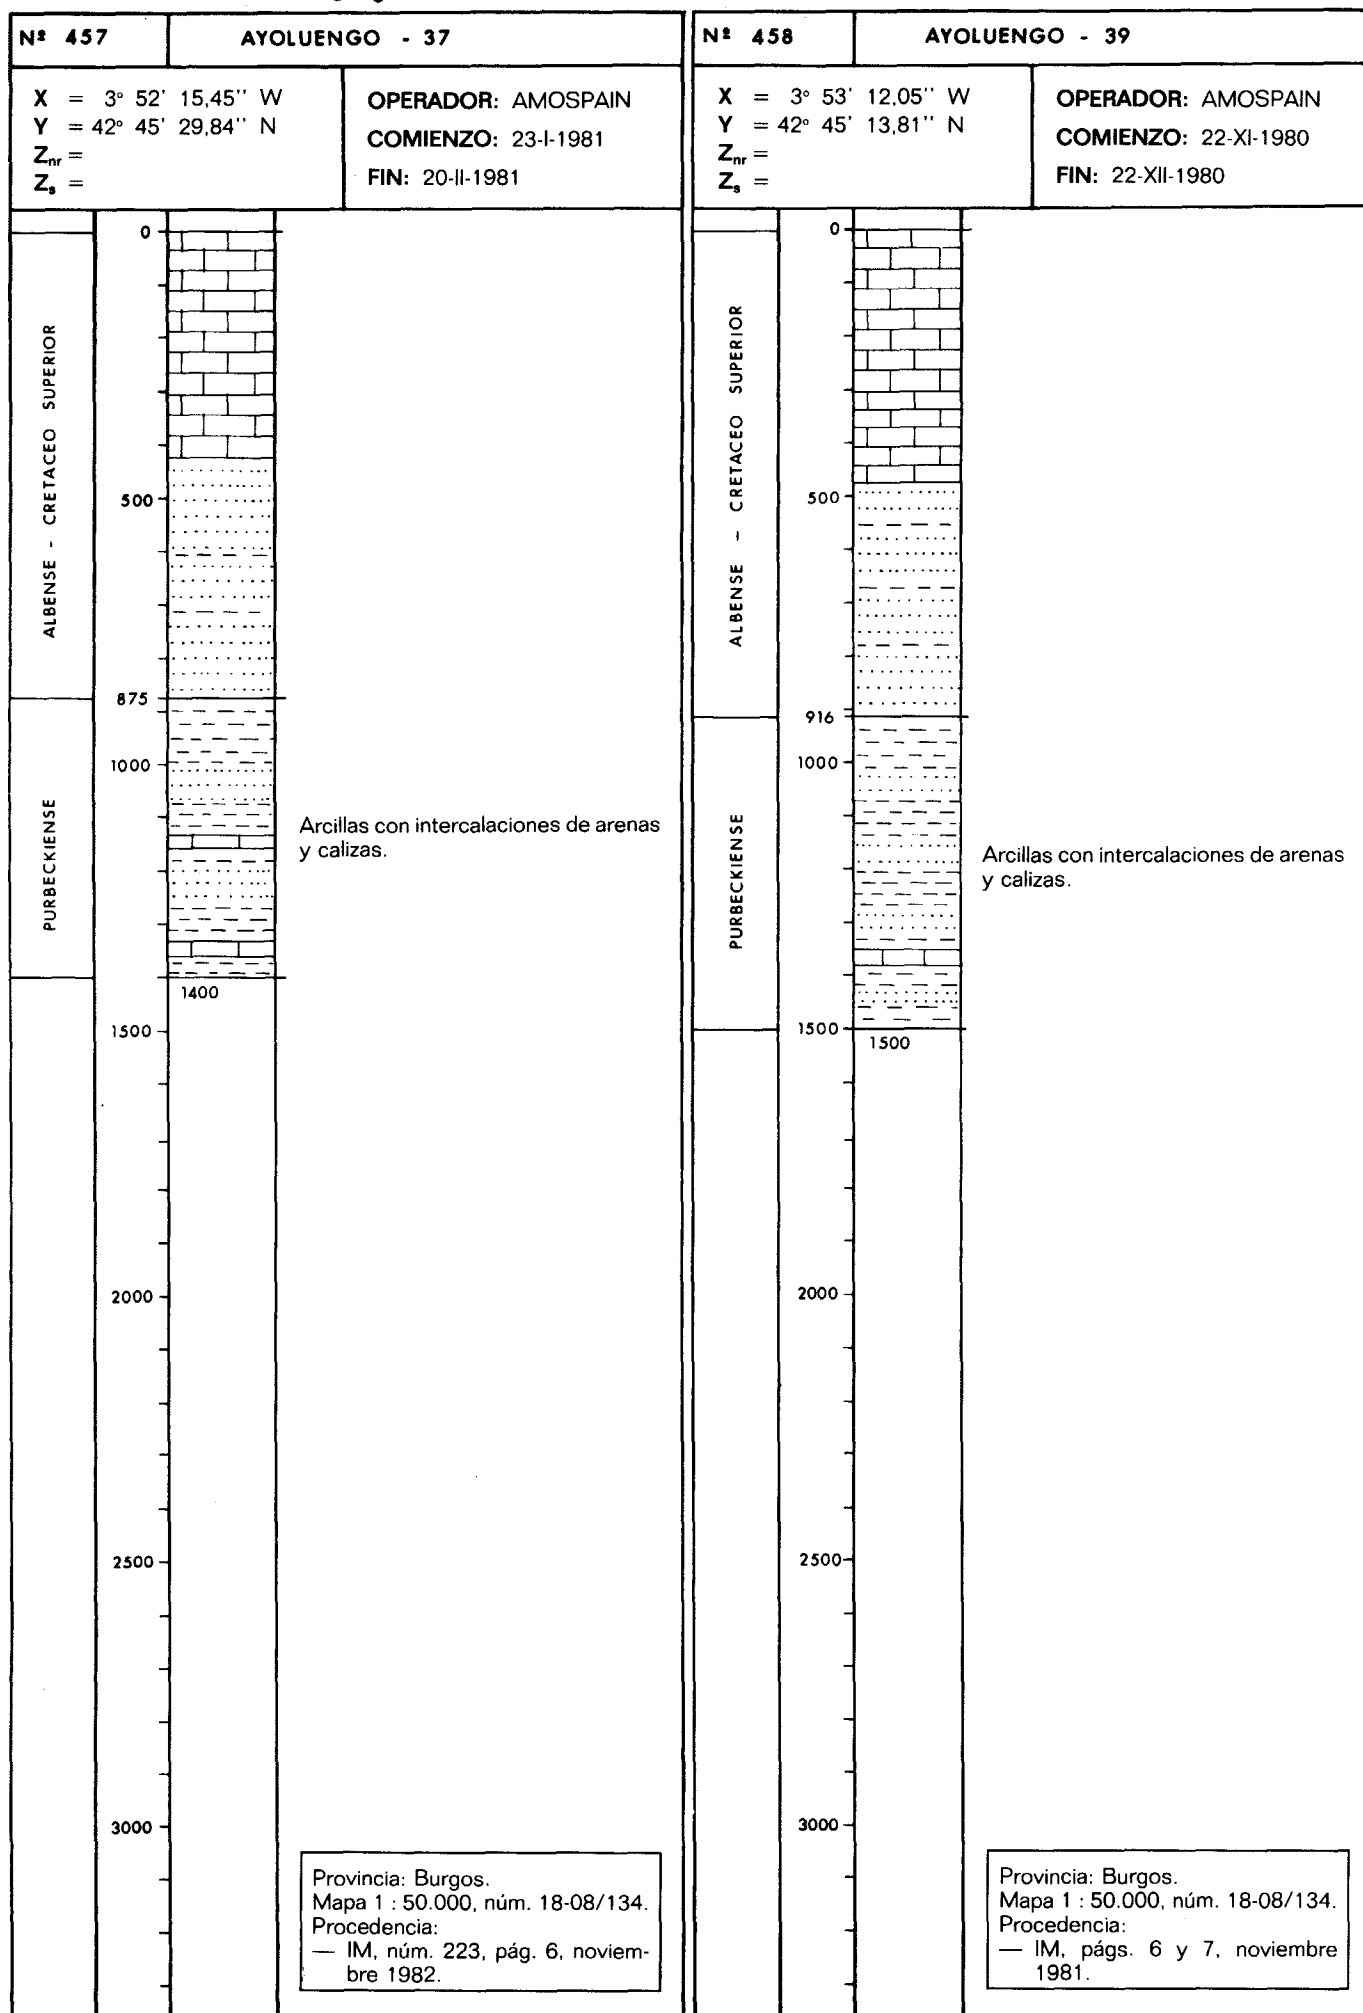 Nº 457 AYOLUENGO - 37
X = 3° 52' 15,45'' W
Y = 42° 45' 29,84'' N
Znr =
Zs =
OPERADOR: AMOSPAIN
COMIENZO: 23-I-1981
FIN: 20-II-1981
ALBENSE - CRETACEO SUPERIOR
PURBECKIENSE
0
500
875
1000
1400
1500
2000
2500
3000
Arcillas con intercalaciones de arenas
y calizas.
Provincia: Burgos.
Mapa 1 : 50.000, núm. 18-08/134.
Procedencia:
— IM, núm. 223, pág. 6, noviem-
bre 1982.
Nº 458 AYOLUENGO - 39
X = 3° 53' 12,05'' W
Y = 42° 45' 13,81'' N
Znr =
Zs =
OPERADOR: AMOSPAIN
COMIENZO: 22-XI-1980
FIN: 22-XII-1980
ALBENSE - CRETACEO SUPERIOR
PURBECKIENSE
0
500
916
1000
1500
1500
2000
2500
3000
Arcillas con intercalaciones de arenas
y calizas.
Provincia: Burgos.
Mapa 1 : 50.000, núm. 18-08/134.
Procedencia:
— IM, págs. 6 y 7, noviembre
1981.